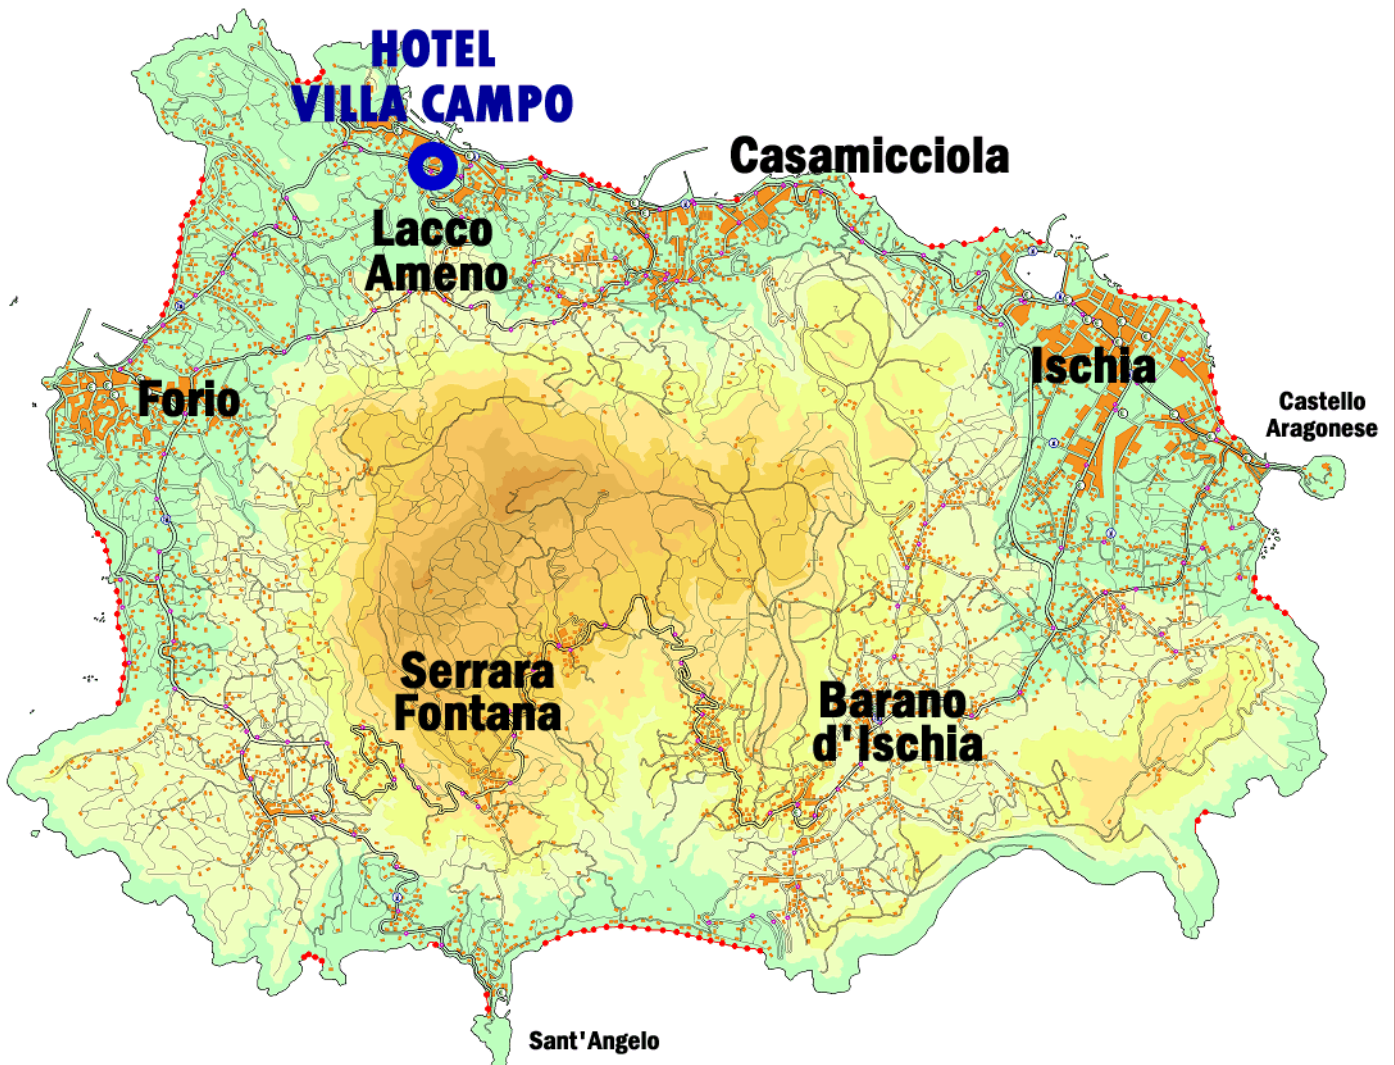 HOTEL
VILLA CAMPO
Casamicciola
Lacco
Ameno
Ischia
Forio
Castello
Aragonese
Serrara
Fontana
Barano
d'Ischia
Sant'Angelo